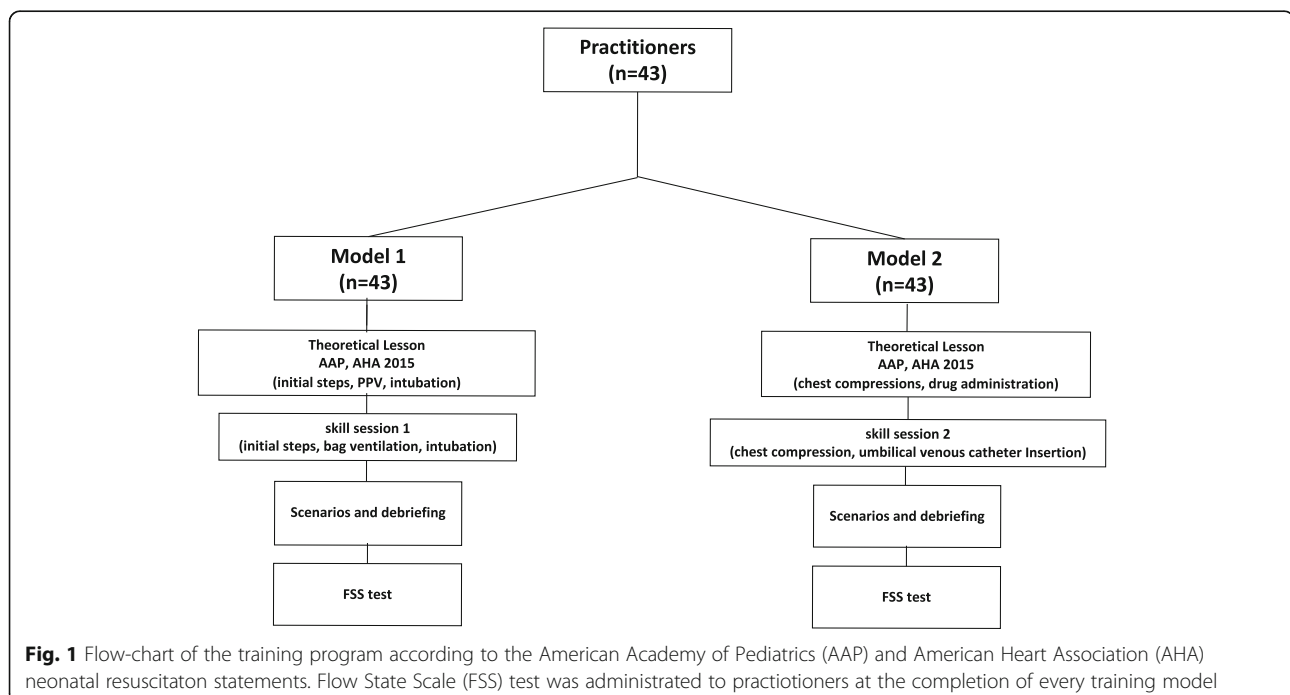 Practitioners
(n=43)
Model 1
(n=43)
Theoretical Lesson
AAP, AHA 2015
(initial steps, PPV, intubation)
skill session 1
(initial steps, bag ventilation, intubation)
Scenarios and debriefing
FSS test
Model 2
(n=43)
Theoretical Lesson
AAP, AHA 2015
(chest compressions, drug administration)
skill session 2
(chest compression, umbilical venous catheter Insertion)
Scenarios and debriefing
FSS test
Fig. 1 Flow-chart of the training program according to the American Academy of Pediatrics (AAP) and American Heart Association (AHA)
neonatal resuscitaton statements. Flow State Scale (FSS) test was administrated to practiotioners at the completion of every training model